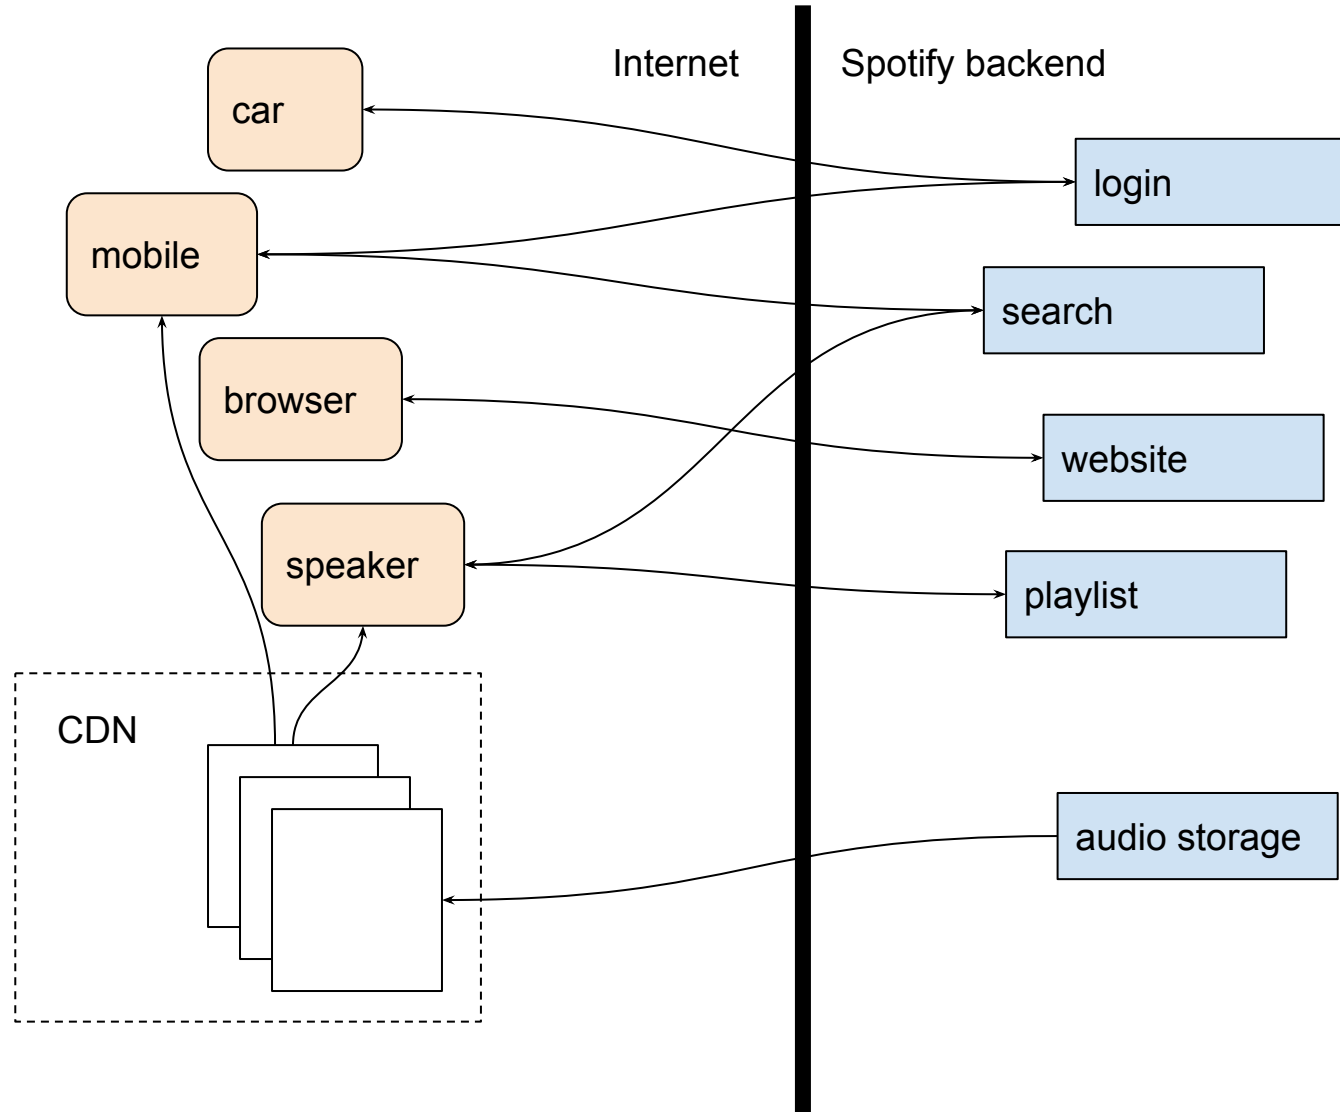 Internet
Spotify backend
car
login
mobile
search
browser
website
speaker
playlist
CDN
audio storage